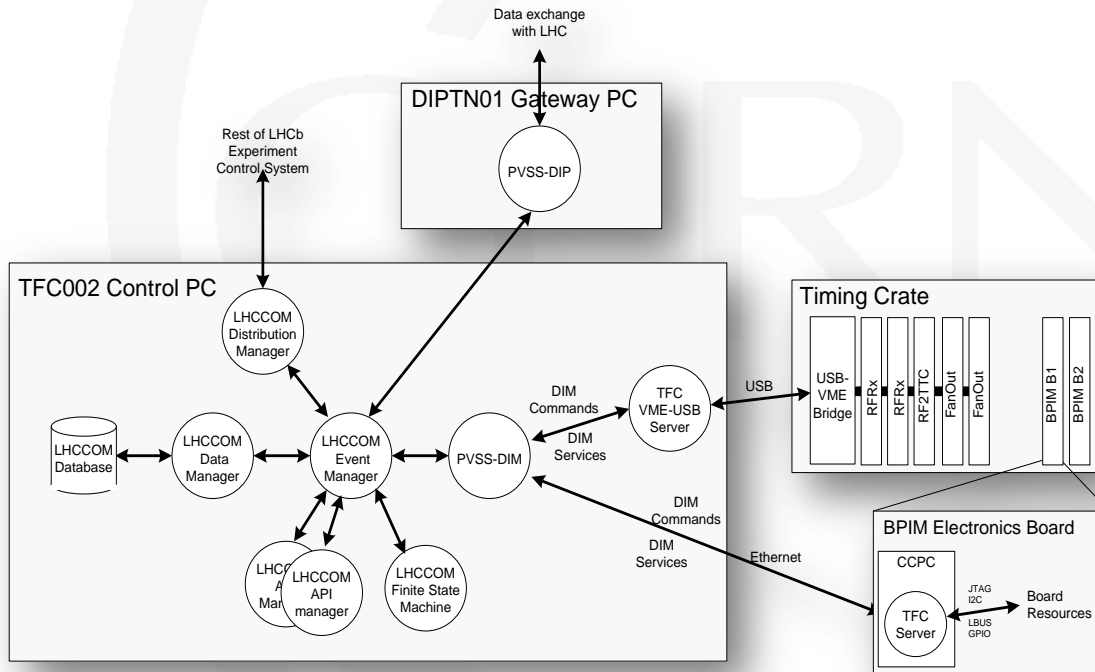 Data exchange
with LHC
DIPTN01 Gateway PC
PVSS-DIP
Rest of LHCb
Experiment
Control System
TFC002 Control PC
LHCCOM
Distribution
Manager
LHCCOM
Database
LHCCOM
Data
Manager
LHCCOM
Event
Manager
PVSS-DIM
DIM
Commands
DIM
Services
TFC
VME-USB
Server
USB
LHCCOM
API
manager
LHCCOM
Finite State
Machine
DIM
Commands
DIM
Services
Ethernet
Timing Crate
USB-
VME
Bridge
RFRx
RFRx
RF2TTC
FanOut
FanOut
BPIM B1
BPIM B2
BPIM Electronics Board
CCPC
TFC
Server
JTAG
I2C
LBUS
GPIO
Board
Resources